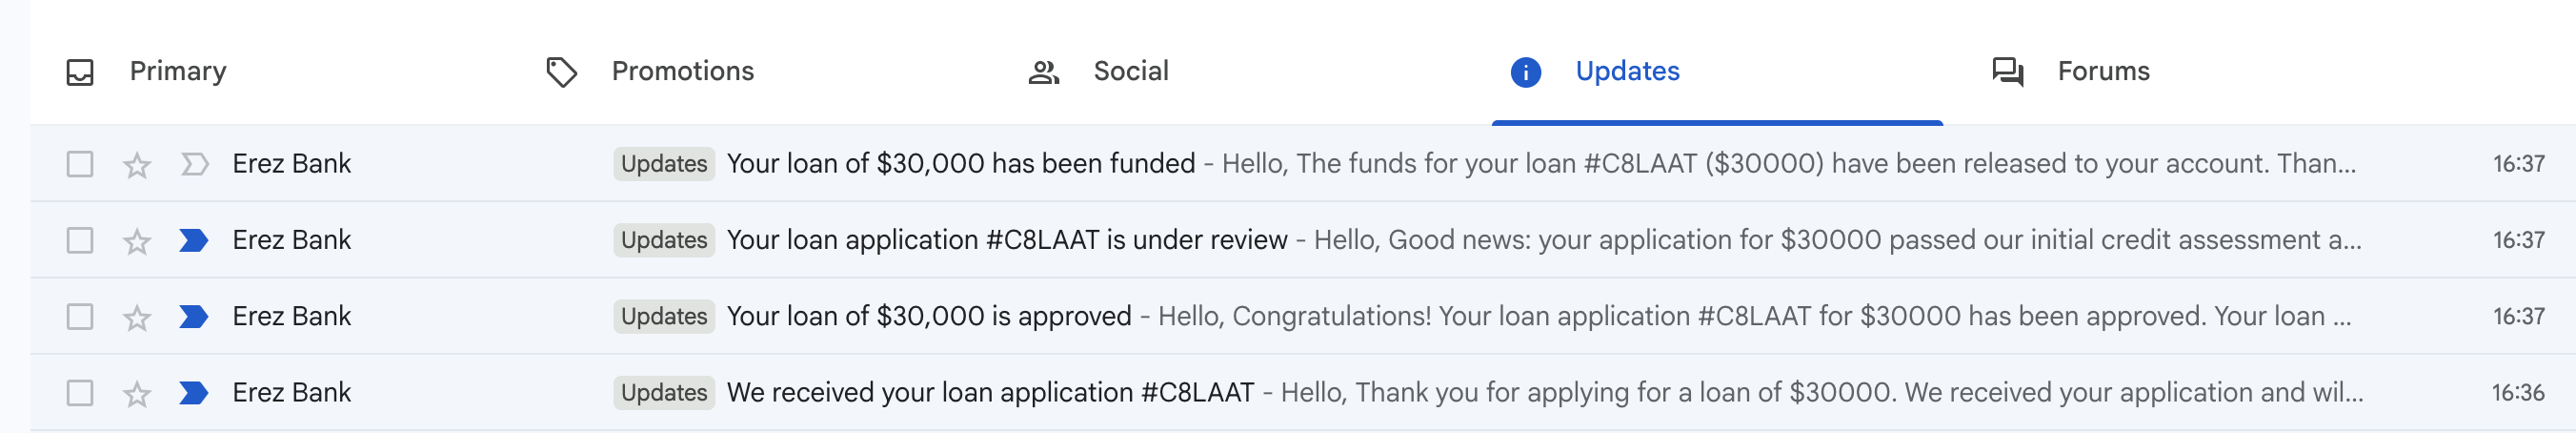 Primary Promotions Social Updates Forums
Erez Bank Updates Your loan of $30,000 has been funded - Hello, The funds for your loan #C8LAAT ($30000) have been released to your account. Than... 16:37
Erez Bank Updates Your loan application #C8LAAT is under review - Hello, Good news: your application for $30000 passed our initial credit assessment a... 16:37
Erez Bank Updates Your loan of $30,000 is approved - Hello, Congratulations! Your loan application #C8LAAT for $30000 has been approved. Your loan ... 16:37
Erez Bank Updates We received your loan application #C8LAAT - Hello, Thank you for applying for a loan of $30000. We received your application and wil... 16:36